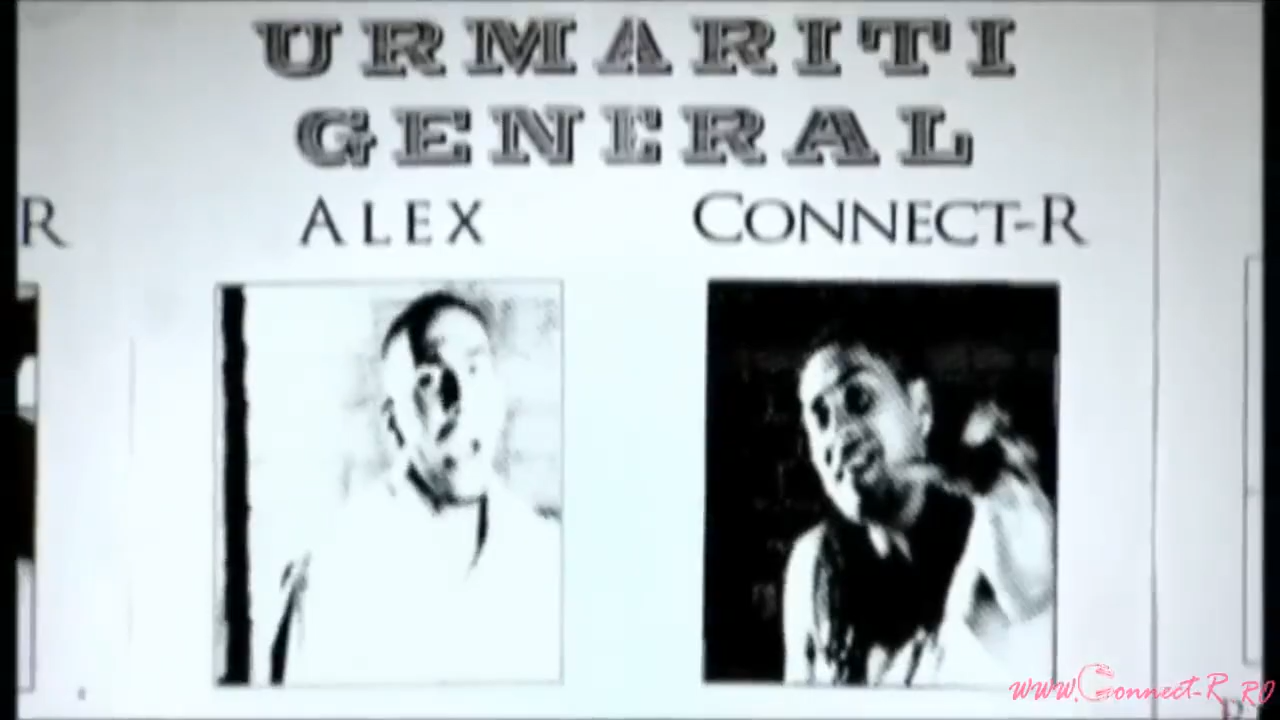 URMARITI
GENERAL
R
ALEX
CONNECT-R
www.Connect-R.RO